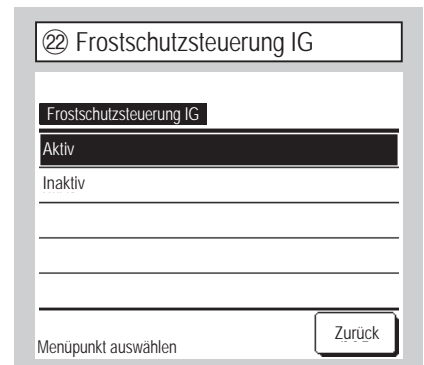 ㉒ Frostschutzsteuerung IG
Frostschutzsteuerung IG
Aktiv
Inaktiv
Zurück
Menüpunkt auswählen